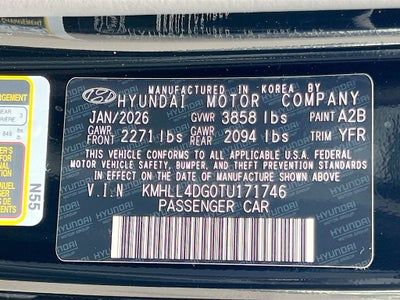 MANUFACTURED IN KOREA BY
HYUNDAI MOTOR COMPANY
JAN/2026 GVWR 3858 lbs PAINT A2B
GAWR FRONT 2271 lbs GAWR REAR 2094 lbs TRIM YFR
THIS VEHICLE CONFORMS TO ALL APPLICABLE U.S.A. FEDERAL
MOTOR VEHICLE SAFETY, BUMPER, AND THEFT PREVENTION STANDARDS
IN EFFECT ON THE DATE OF MANUFACTURE SHOWN ABOVE.
V.I.N KMHLL4DG0TU171746
PASSENGER CAR
N55
3